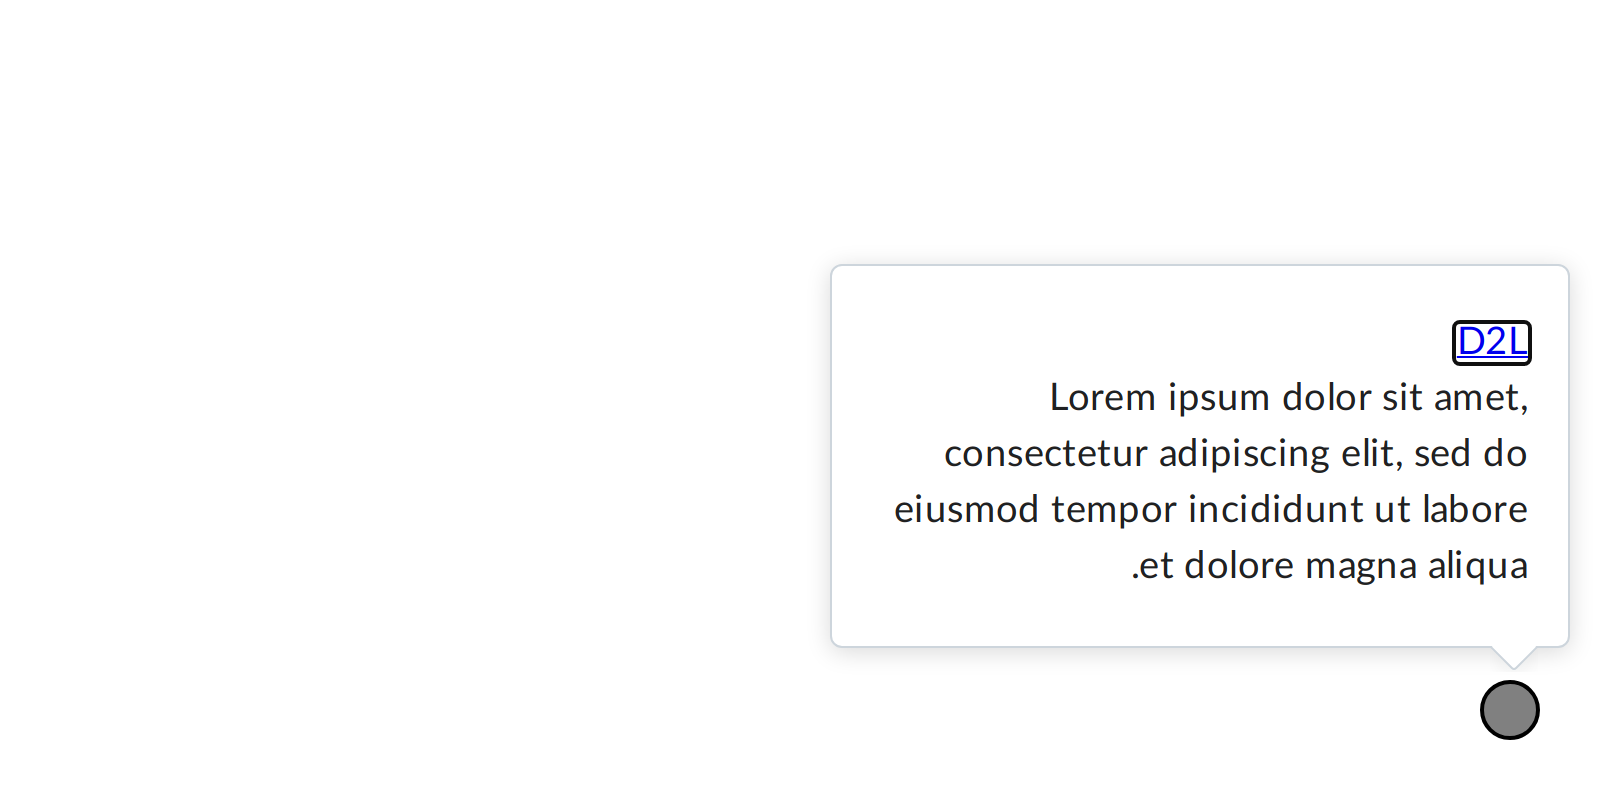 D2L
Lorem ipsum dolor sit amet,
consectetur adipiscing elit, sed do
eiusmod tempor incididunt ut labore
.et dolore magna aliqua